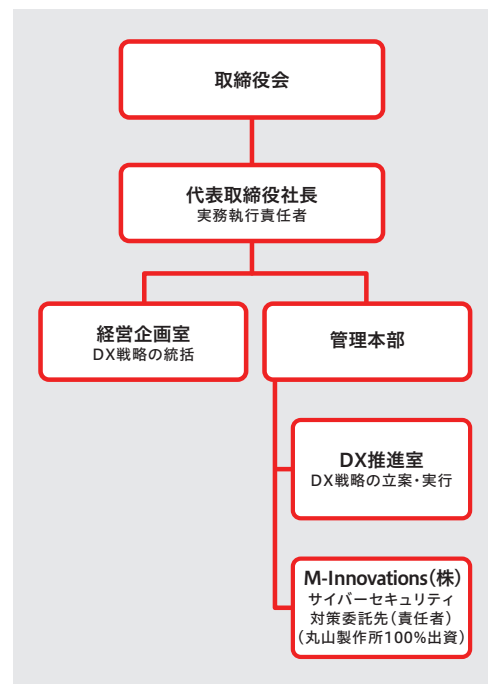 取締役会
代表取締役社長
実務執行責任者
経営企画室
DX戦略の統括
管理本部
DX推進室
DX戦略の立案・実行
M-Innovations（株）
サイバーセキュリティ
対策委託先（責任者）
（丸山製作所100％出資）